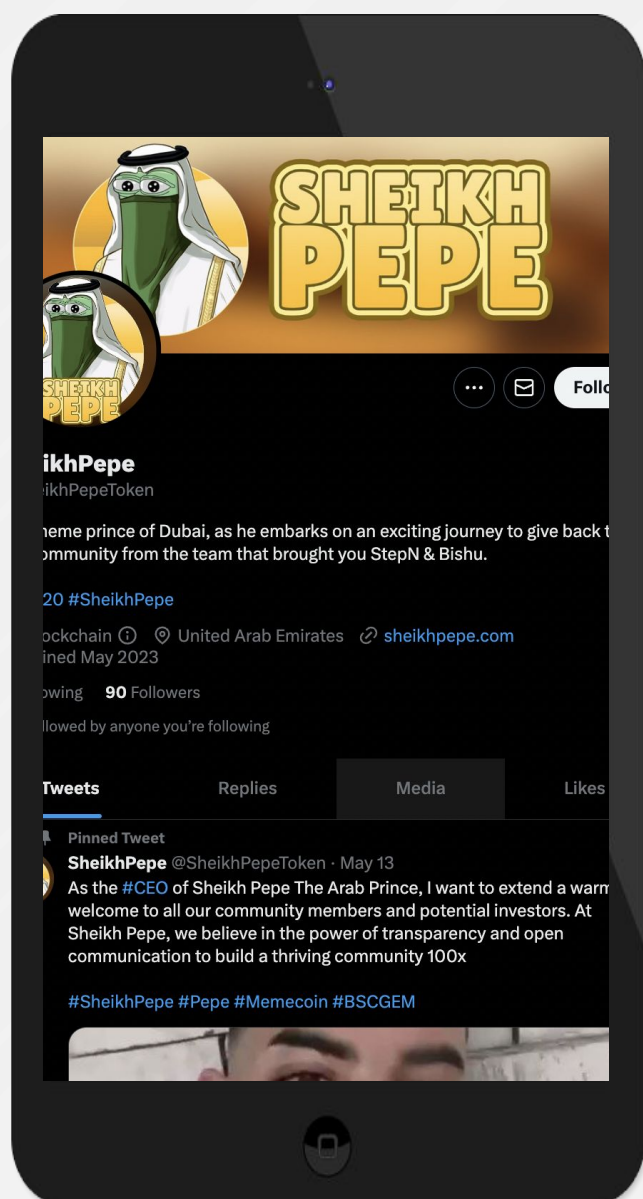 SHEIKH
PEPE
SHEIKH
PEPE
Follo
ikhPepe
ikhPepeToken
neme prince of Dubai, as he embarks on an exciting journey to give back t
ommunity from the team that brought you StepN & Bishu.
20 #SheikhPepe
ockchain United Arab Emirates sheikhpepe.com
ined May 2023
owing 90 Followers
llowed by anyone you're following
Tweets Replies Media Likes
Pinned Tweet
SheikhPepe @SheikhPepeToken · May 13
As the #CEO of Sheikh Pepe The Arab Prince, I want to extend a warm
welcome to all our community members and potential investors. At
Sheikh Pepe, we believe in the power of transparency and open
communication to build a thriving community 100x
#SheikhPepe #Pepe #Memecoin #BSCGEM